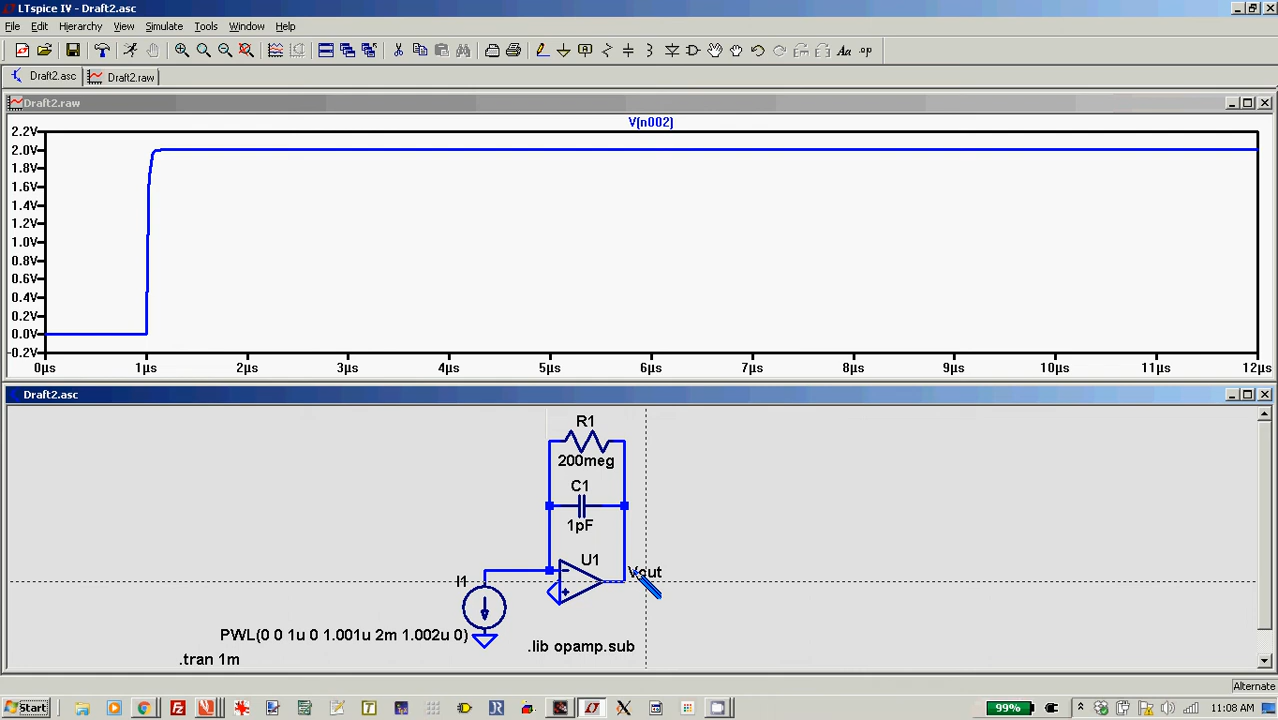 LTspice IV - Draft2.asc
File Edit Hierarchy View Simulate Tools Window Help
Draft2.asc Draft2.raw
Draft2.raw
V(n002)
2.2V
2.0V
1.8V
1.6V
1.4V
1.2V
1.0V
0.8V
0.6V
0.4V
0.2V
0.0V
-0.2V
0µs 1µs 2µs 3µs 4µs 5µs 6µs 7µs 8µs 9µs 10µs 11µs 12µs
Draft2.asc
R1
200meg
C1
1pF
U1
Vout
I1
PWL(0 0 1u 0 1.001u 2m 1.002u 0)
.lib opamp.sub
.tran 1m
Alternate
Start 99% 11:08 AM